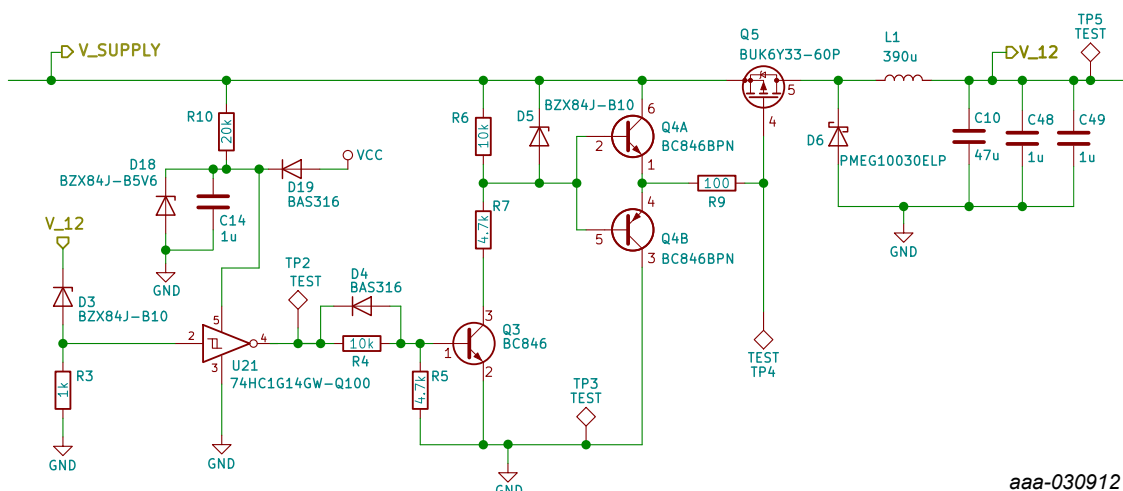 V_SUPPLY
Q5
BUK6Y33-60P
L1
390u
TP5
TEST
V_12
5
4
R10
20k
R6
10k
D5
BZX84J-B10
6
2
1
Q4A
BC846BPN
D6
PMEG10030ELP
C10
47u
C48
1u
C49
1u
D18
BZX84J-B5V6
VCC
D19
BAS316
C14
1u
GND
R7
4.7k
100
R9
4
5
3
Q4B
BC846BPN
GND
V_12
D3
BZX84J-B10
TP2
TEST
D4
BAS316
5
2
4
3
U21
74HC1G14GW-Q100
10k
R4
3
1
2
Q3
BC846
TEST
TP4
R3
1k
R5
4.7k
TP3
TEST
GND
GND
GND
aaa-030912